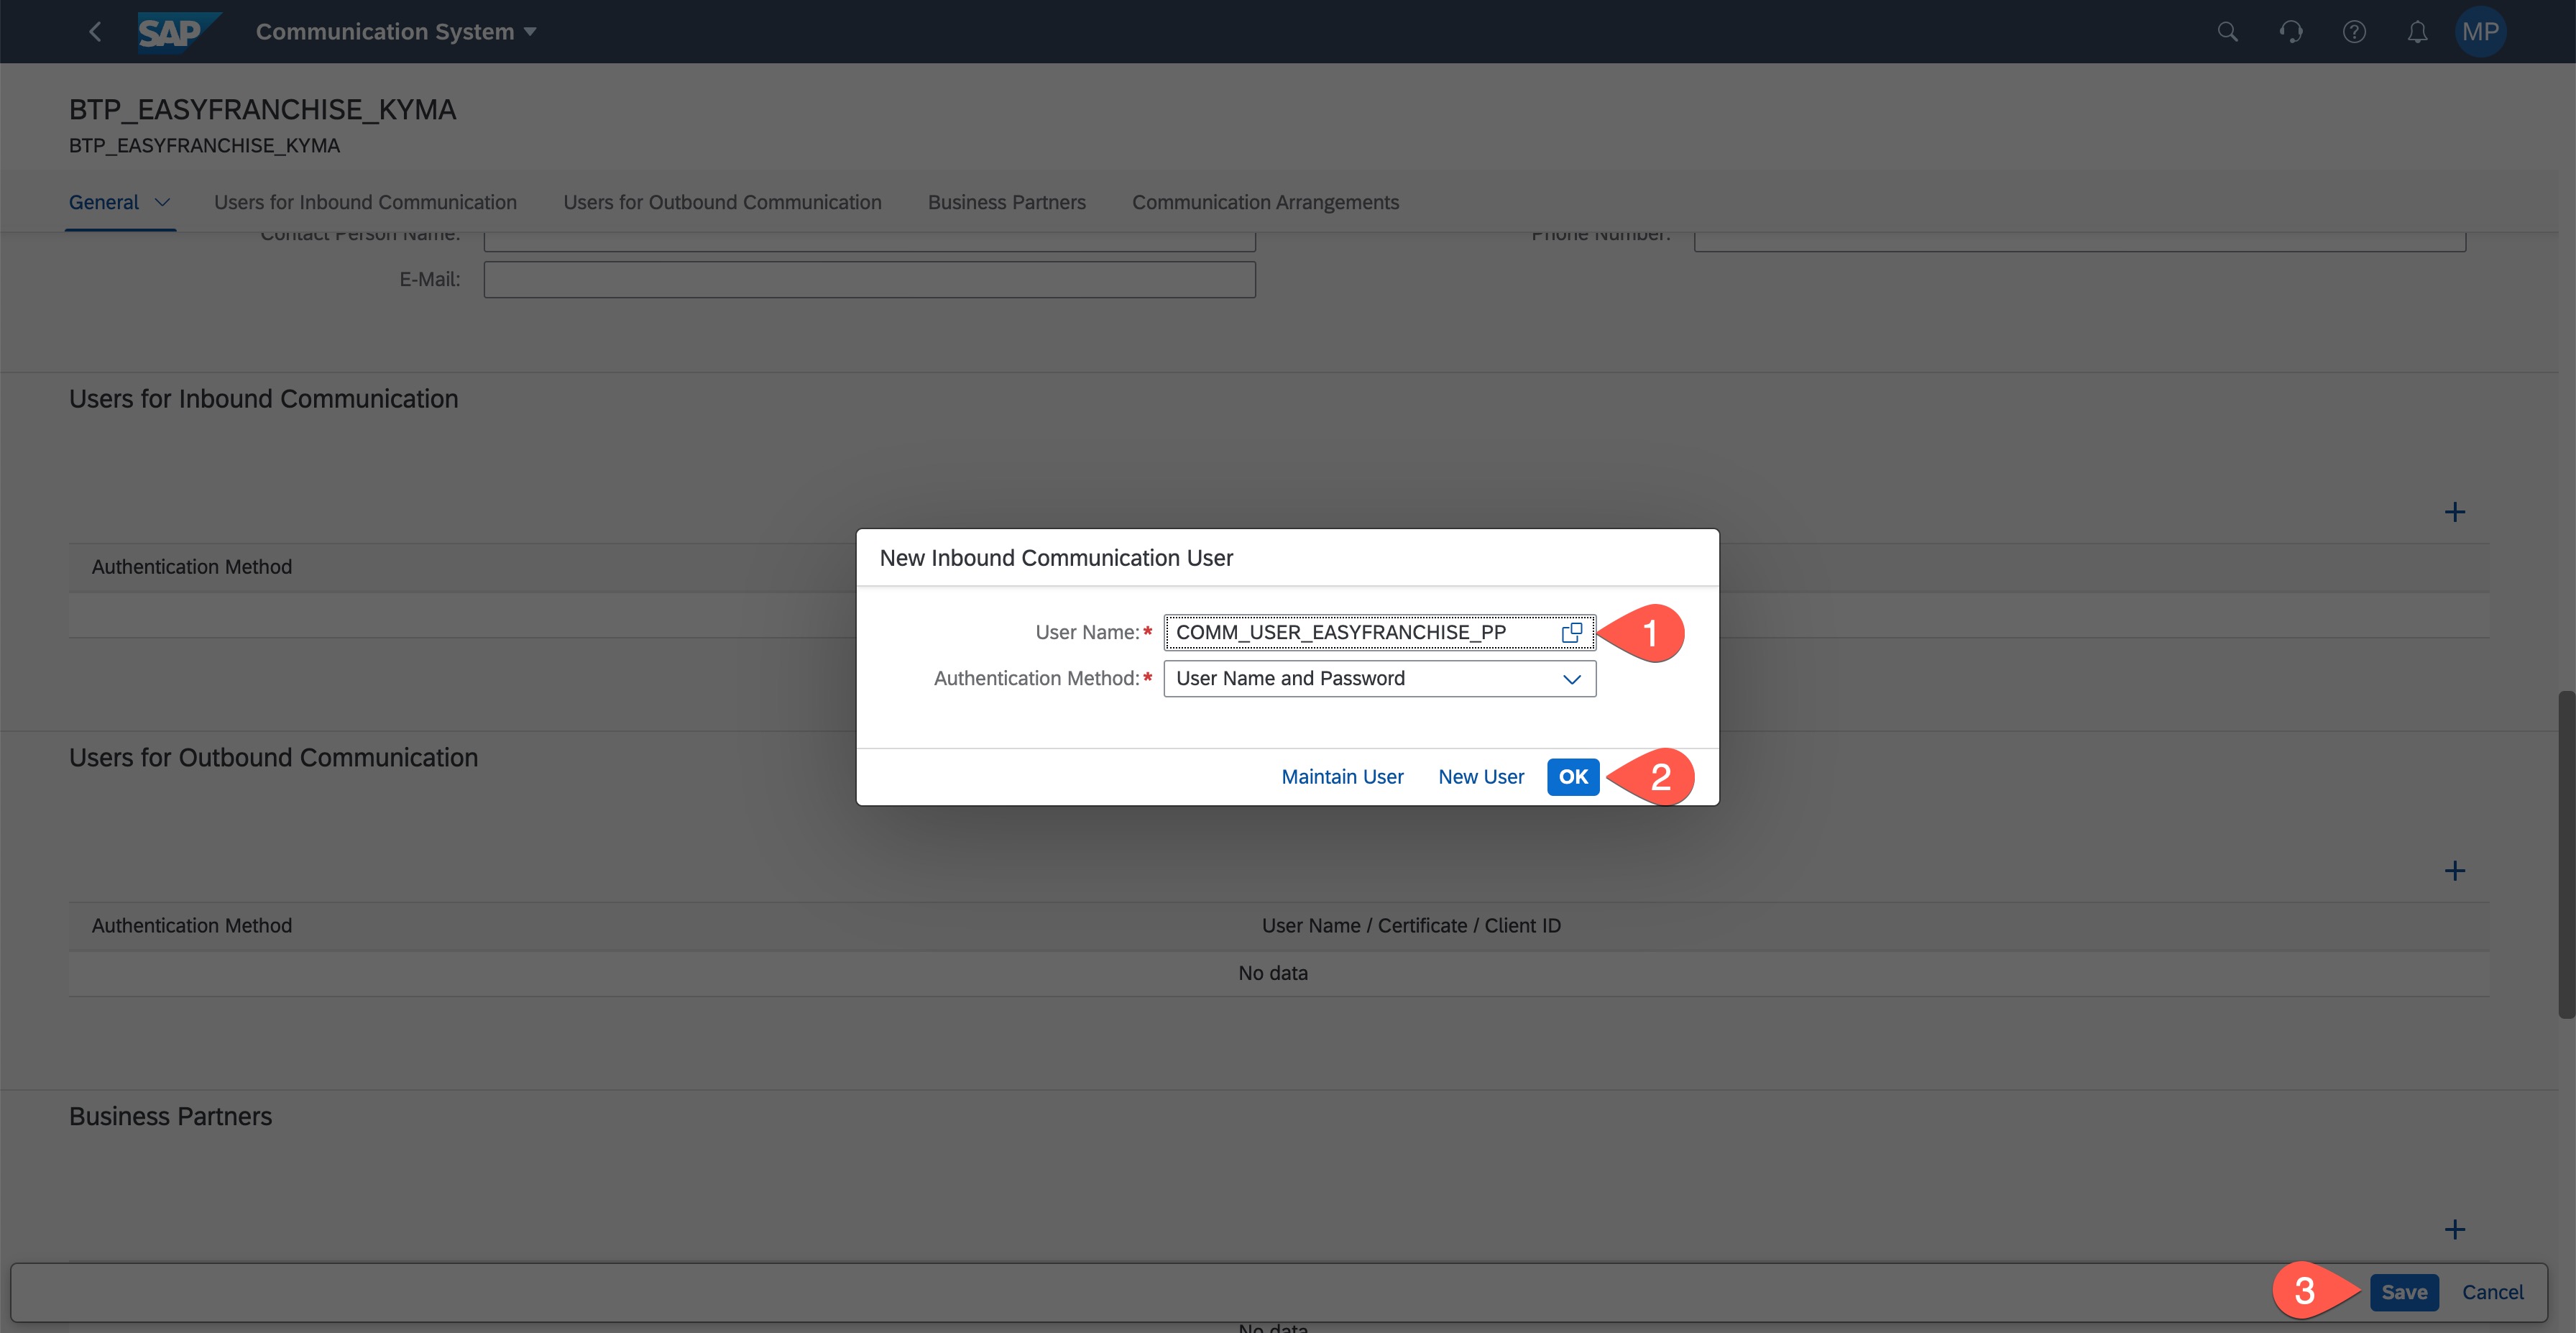 SAP Communication System MP
BTP_EASYFRANCHISE_KYMA
BTP_EASYFRANCHISE_KYMA
General Users for Inbound Communication Users for Outbound Communication Business Partners Communication Arrangements
Contact Person Name: Phone Number:
E-Mail:
Users for Inbound Communication
Authentication Method
New Inbound Communication User
User Name:* COMM_USER_EASYFRANCHISE_PP 1
Authentication Method:* User Name and Password
Maintain User New User OK 2
Users for Outbound Communication
Authentication Method User Name / Certificate / Client ID
No data
Business Partners
3 Save Cancel
No data